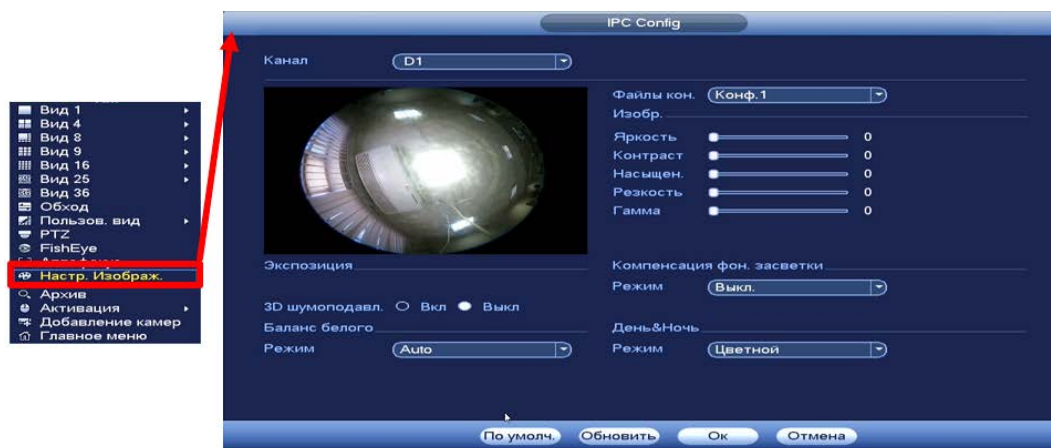 Вид 1
Вид 4
Вид 8
Вид 9
Вид 16
Вид 25
Вид 36
Обход
Пользов. вид
PTZ
FishEye
Настр. Изображ.
Архив
Активация
Добавление камер
Главное меню
IPC Config
Канал D1
Файлы кон. Конф.1
Изобр.
Яркость 0
Контраст 0
Насыщен. 0
Резкость 0
Гамма 0
Экспозиция
3D шумоподавл. Вкл Выкл
Баланс белого
Режим Auto
Компенсация фон. засветки
Режим Выкл.
День&Ночь
Режим Цветной
По умолч. Обновить Ок Отмена